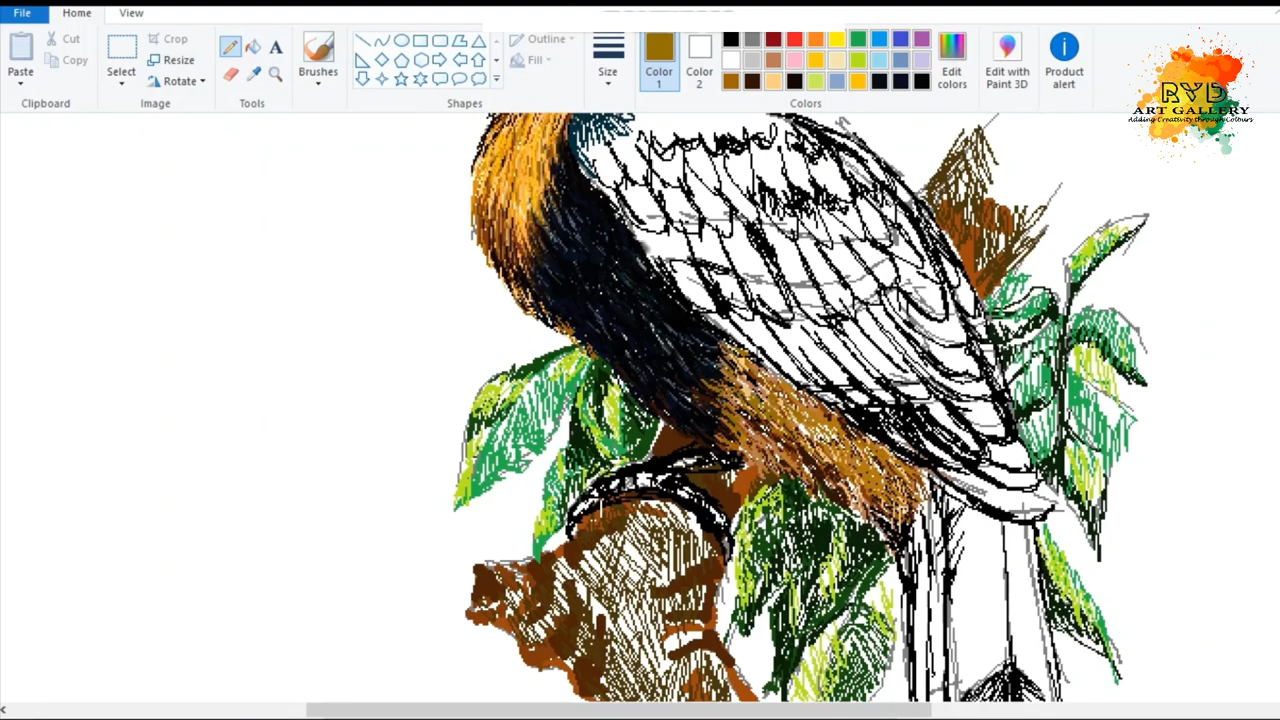 File Home View
Paste Cut Copy
Clipboard
Select Crop Resize Rotate
Image
Tools
Brushes
Outline Fill
Shapes
Size
Color 1
Color 2
Edit colors
Colors
Edit with Paint 3D
Product alert
RYD
ART GALLERY
Adding Creativity through Colours